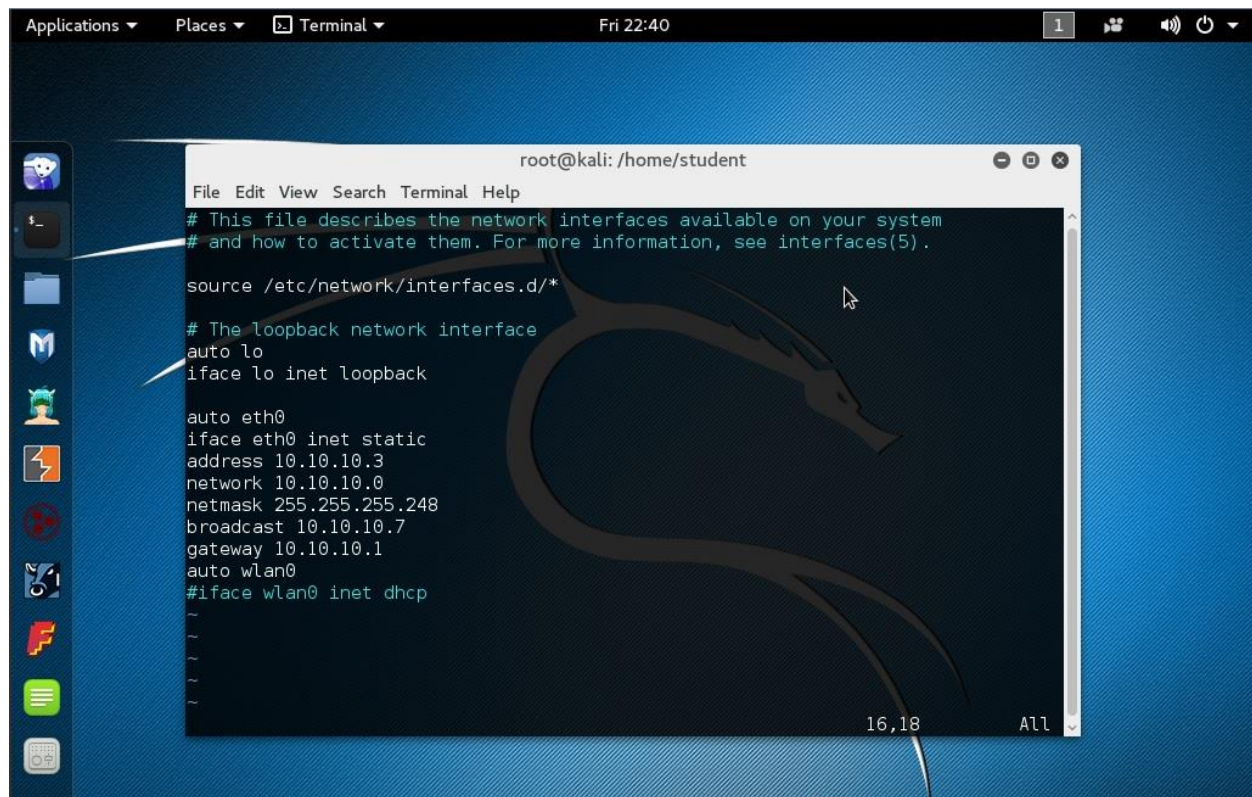 Applications Places Terminal Fri 22:40 1
root@kali: /home/student
File Edit View Search Terminal Help
# This file describes the network interfaces available on your system
# and how to activate them. For more information, see interfaces(5).
source /etc/network/interfaces.d/*
# The loopback network interface
auto lo
iface lo inet loopback
auto eth0
iface eth0 inet static
address 10.10.10.3
network 10.10.10.0
netmask 255.255.255.248
broadcast 10.10.10.7
gateway 10.10.10.1
auto wlan0
#iface wlan0 inet dhcp
~
~
~
~
~
16,18 All